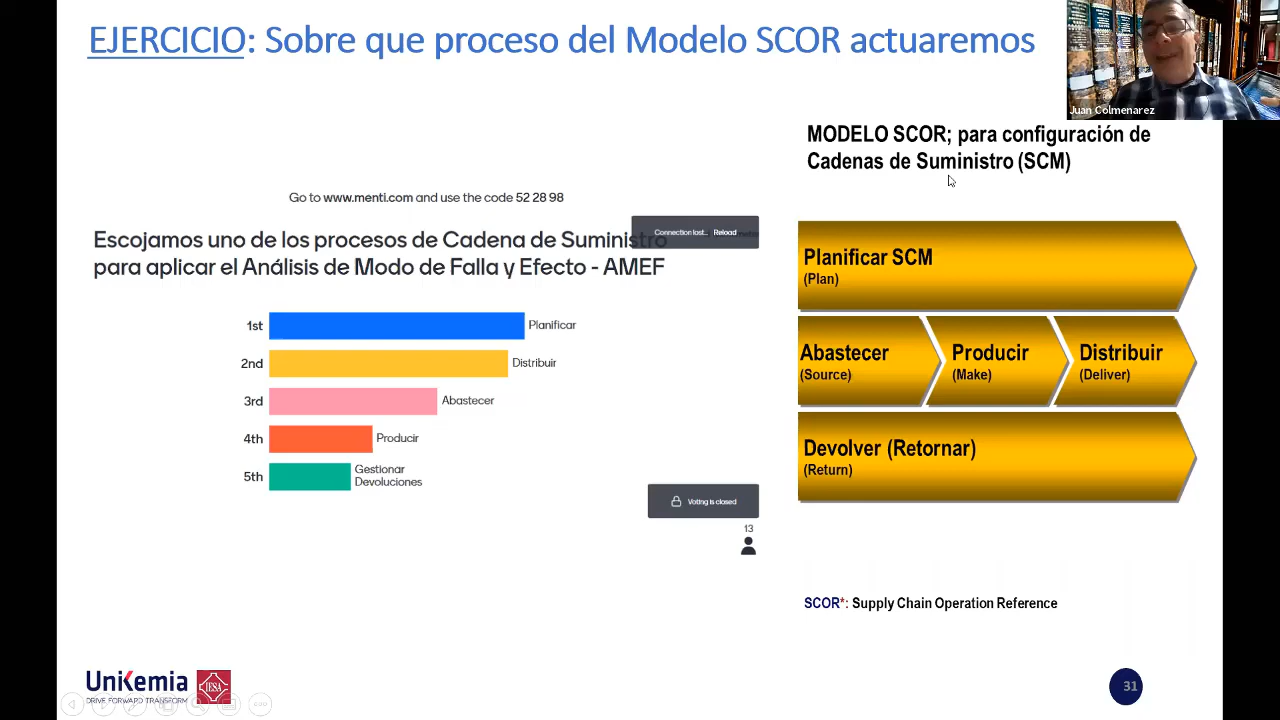 EJERCICIO: Sobre que proceso del Modelo SCOR actuaremos
Juan Colmenarez
MODELO SCOR; para configuración de
Cadenas de Suministro (SCM)
Go to www.menti.com and use the code 52 28 98
Connection lost... Reload
Escojamos uno de los procesos de Cadena de Suministro
para aplicar el Análisis de Modo de Falla y Efecto - AMEF
1st Planificar
2nd Distribuir
3rd Abastecer
4th Producir
5th Gestionar
Devoluciones
Voting is closed
13
Planificar SCM
(Plan)
Abastecer
(Source)
Producir
(Make)
Distribuir
(Deliver)
Devolver (Retornar)
(Return)
SCOR*: Supply Chain Operation Reference
UniKemia
DRIVE FORWARD TRANSFORM
IESA
31